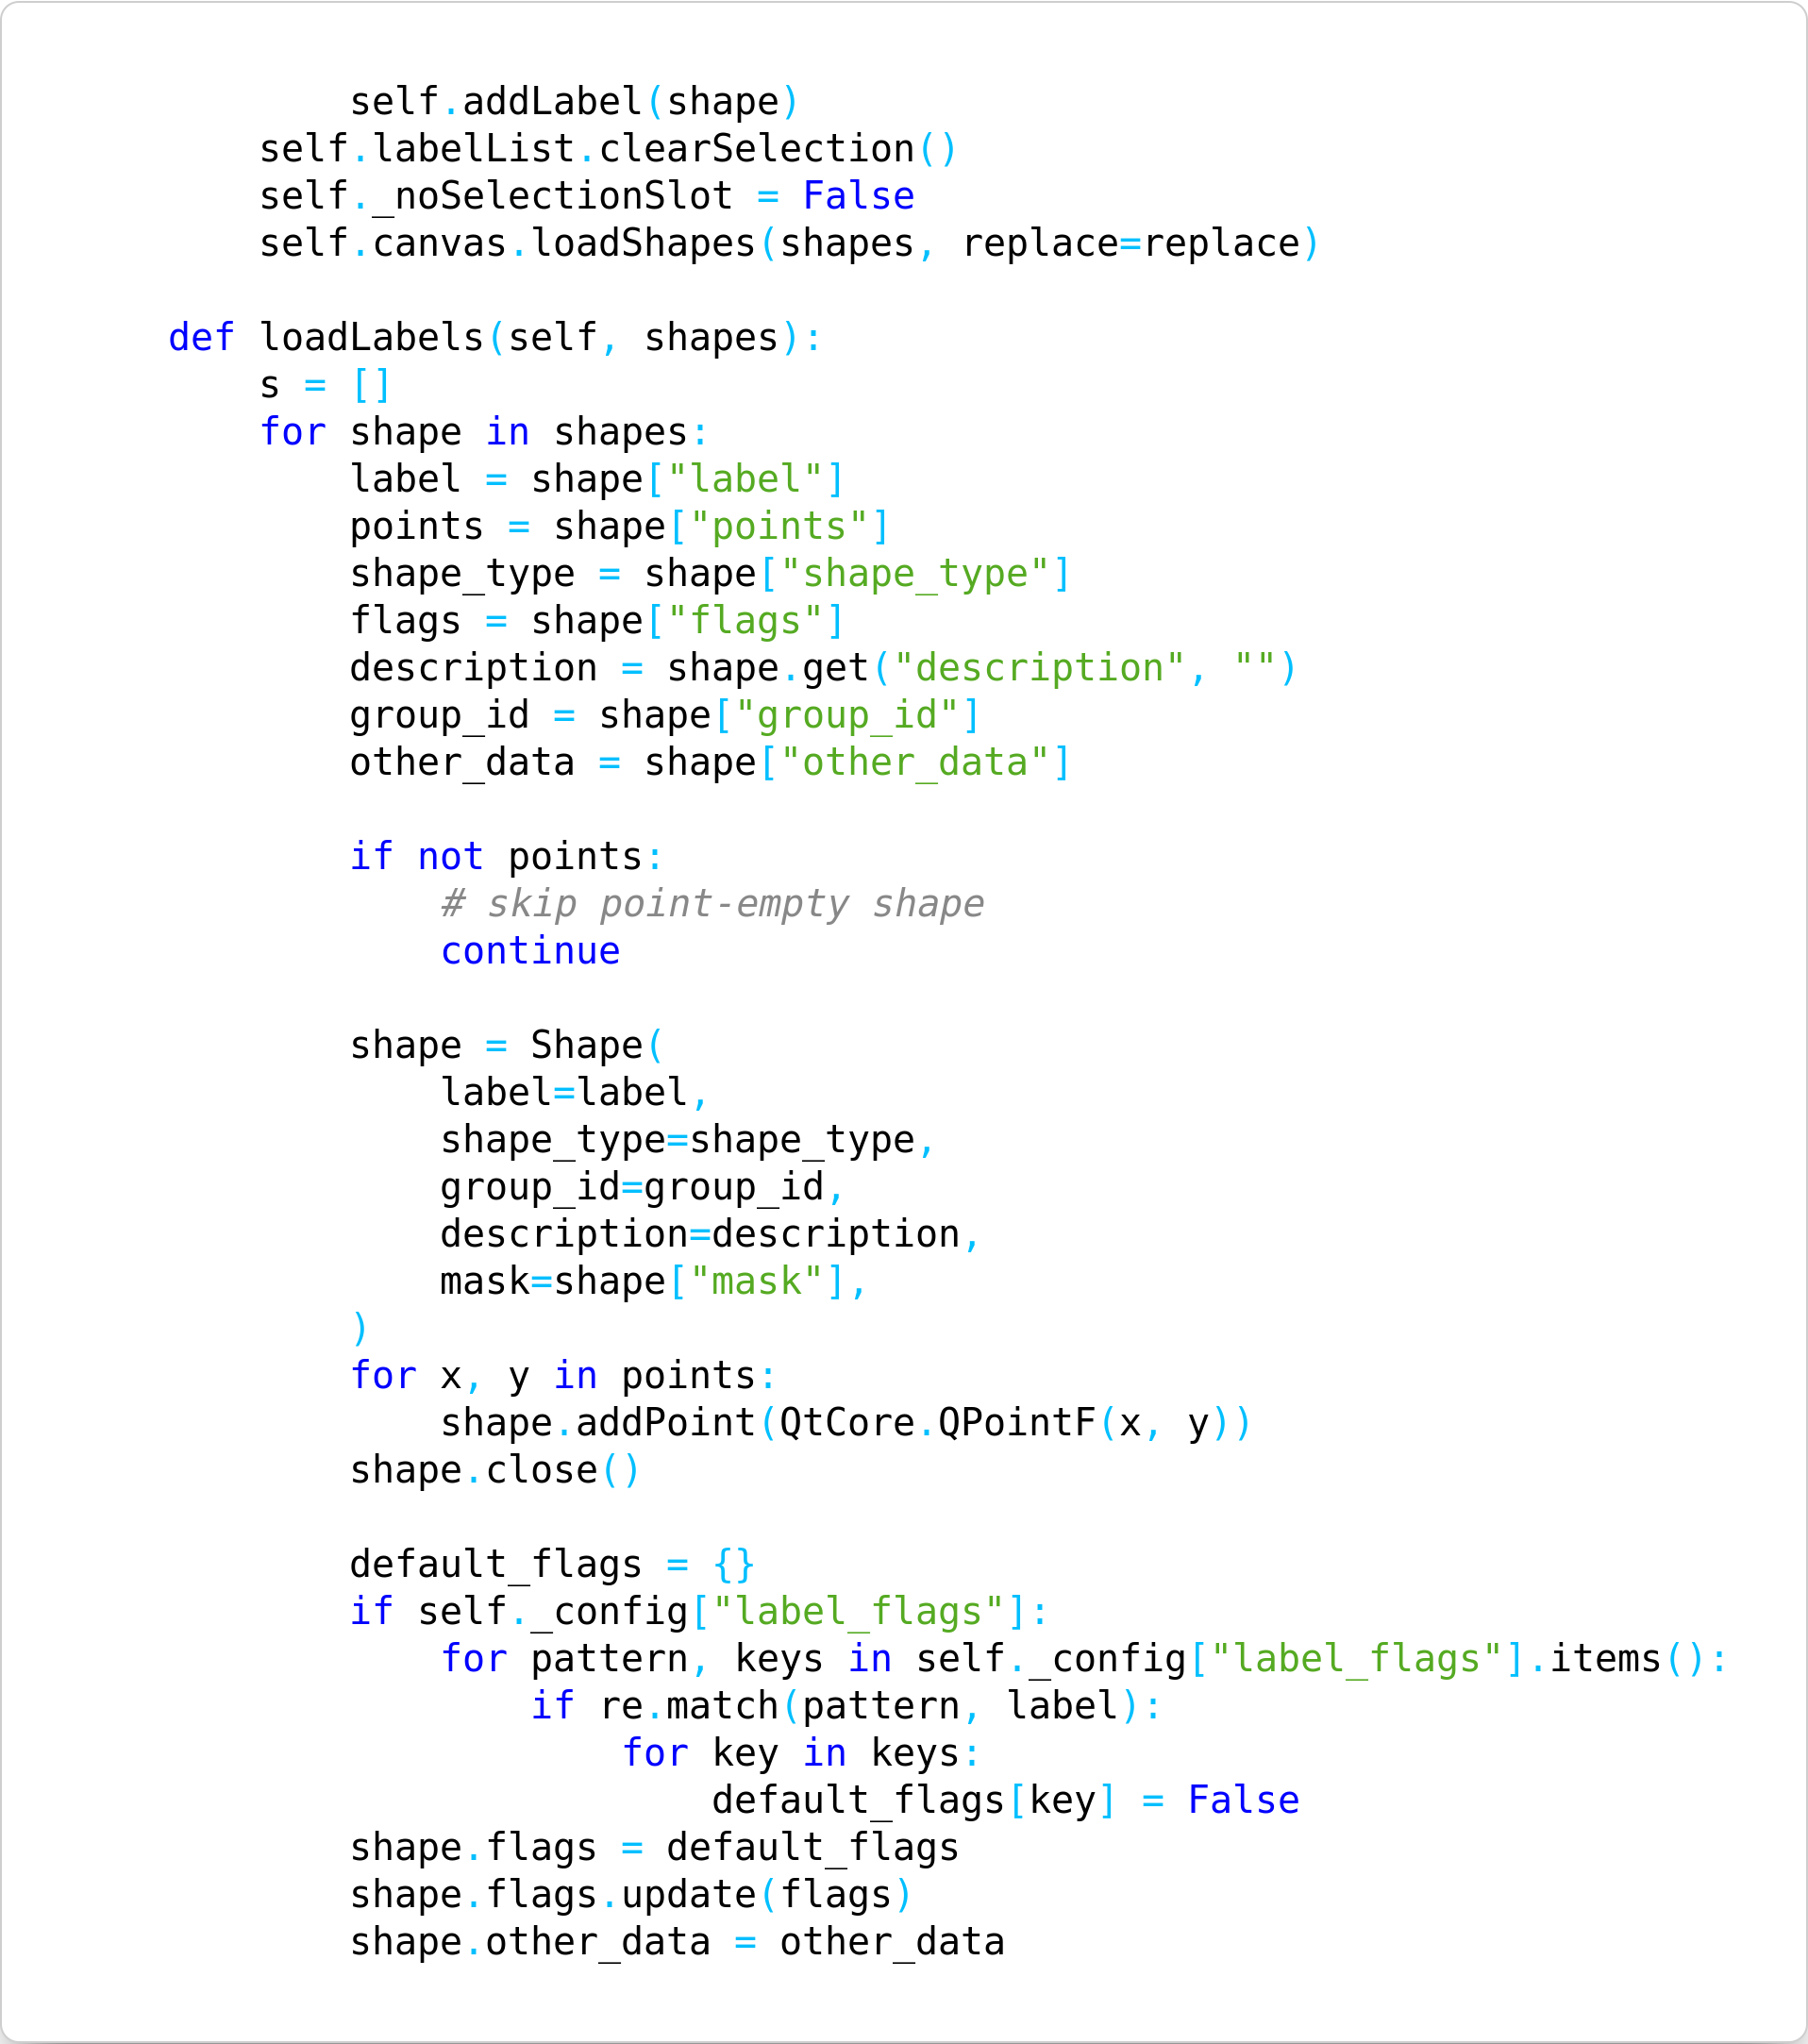 self.addLabel(shape)
        self.labelList.clearSelection()
        self._noSelectionSlot = False
        self.canvas.loadShapes(shapes, replace=replace)

    def loadLabels(self, shapes):
        s = []
        for shape in shapes:
            label = shape["label"]
            points = shape["points"]
            shape_type = shape["shape_type"]
            flags = shape["flags"]
            description = shape.get("description", "")
            group_id = shape["group_id"]
            other_data = shape["other_data"]

            if not points:
                # skip point-empty shape
                continue

            shape = Shape(
                label=label,
                shape_type=shape_type,
                group_id=group_id,
                description=description,
                mask=shape["mask"],
            )
            for x, y in points:
                shape.addPoint(QtCore.QPointF(x, y))
            shape.close()

            default_flags = {}
            if self._config["label_flags"]:
                for pattern, keys in self._config["label_flags"].items():
                    if re.match(pattern, label):
                        for key in keys:
                            default_flags[key] = False
            shape.flags = default_flags
            shape.flags.update(flags)
            shape.other_data = other_data